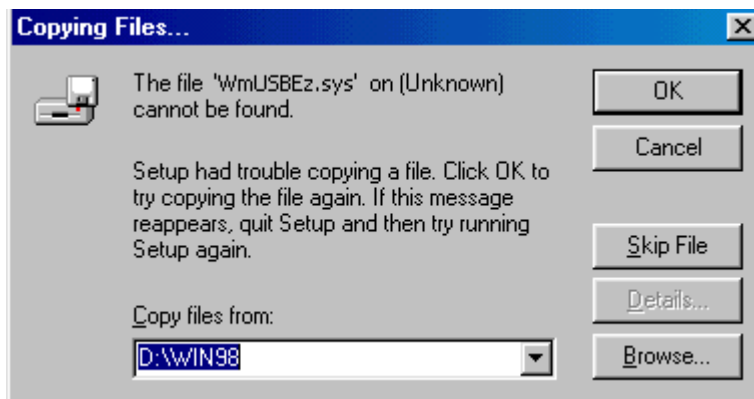 Copying Files...
The file 'WmUSBEz.sys' on (Unknown)
cannot be found.
Setup had trouble copying a file. Click OK to
try copying the file again. If this message
reappears, quit Setup and then try running
Setup again.
Copy files from:
D:\WIN98
OK
Cancel
Skip File
Details...
Browse...